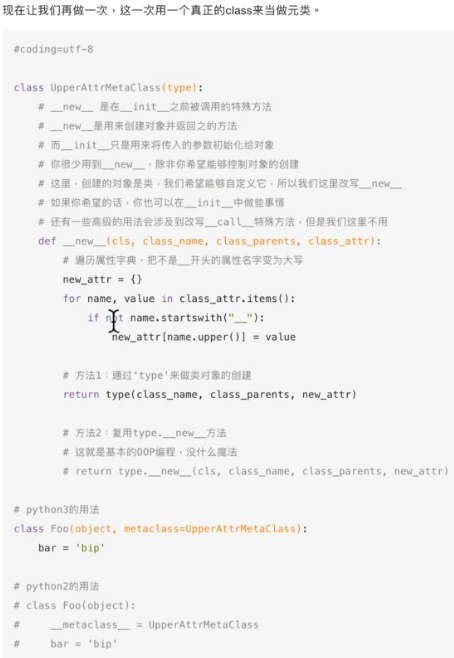 现在让我们再做一次，这一次用一个真正的class来当做元类。
#coding=utf-8
class UpperAttrMetaClass(type):
    # __new__ 是在__init__之前被调用的特殊方法
    # __new__是用来创建对象并返回之的方法
    # 而__init__只是用来将传入的参数初始化给对象
    # 你很少用到__new__，除非你希望能够控制对象的创建
    # 这里，创建的对象是类，我们希望能够自定义它，所以我们这里改写__new__
    # 如果你希望的话，你也可以在__init__中做些事情
    # 还有一些高级的用法会涉及到改写__call__特殊方法，但是我们这里不用
    def __new__(cls, class_name, class_parents, class_attr):
        # 遍历属性字典，把不是__开头的属性名字变为大写
        new_attr = {}
        for name, value in class_attr.items():
            if not name.startswith("__"):
                new_attr[name.upper()] = value
        # 方法1：通过'type'来做类对象的创建
        return type(class_name, class_parents, new_attr)
        # 方法2：复用type.__new__方法
        # 这就是基本的OOP编程，没什么魔法
        # return type.__new__(cls, class_name, class_parents, new_attr)
# python3的用法
class Foo(object, metaclass=UpperAttrMetaClass):
    bar = 'bip'
# python2的用法
# class Foo(object):
#     __metaclass__ = UpperAttrMetaClass
#     bar = 'bip'